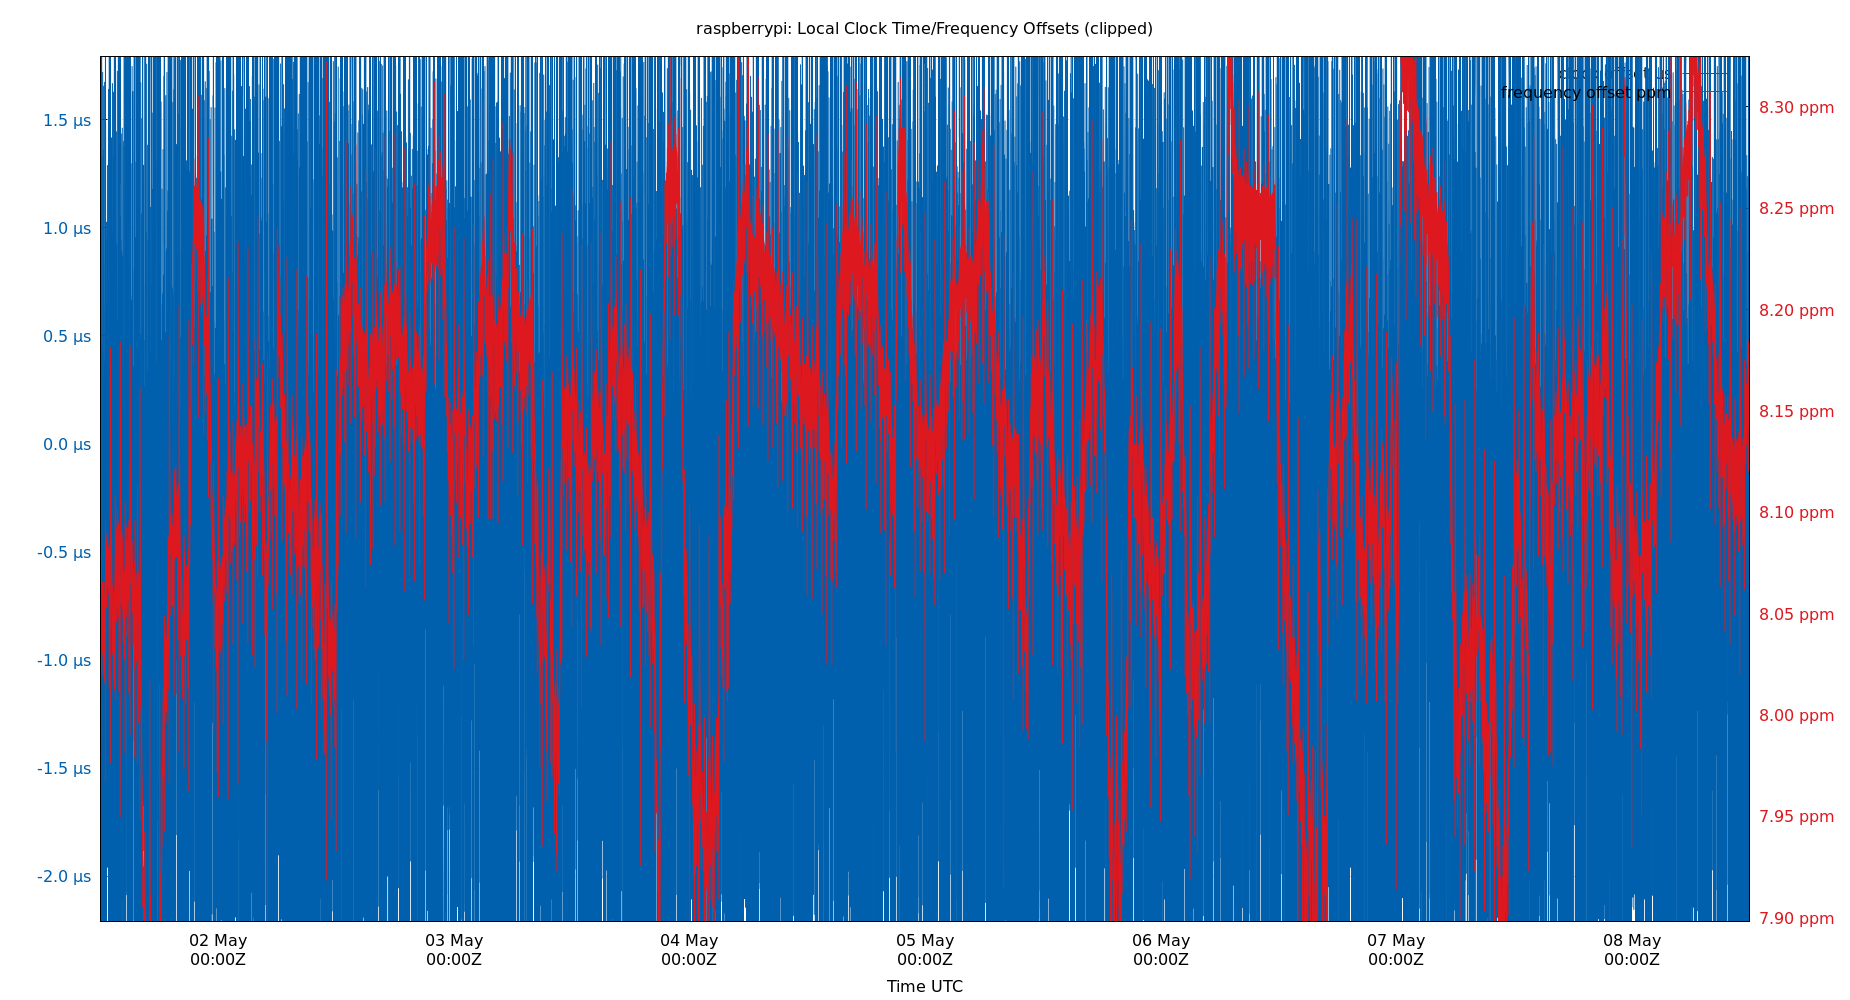 raspberrypi: Local Clock Time/Frequency Offsets (clipped)
clock offset µs
frequency offset ppm
1.5 µs
1.0 µs
0.5 µs
0.0 µs
-0.5 µs
-1.0 µs
-1.5 µs
-2.0 µs
8.30 ppm
8.25 ppm
8.20 ppm
8.15 ppm
8.10 ppm
8.05 ppm
8.00 ppm
7.95 ppm
7.90 ppm
02 May 03 May 04 May 05 May 06 May 07 May 08 May
00:00Z 00:00Z 00:00Z 00:00Z 00:00Z 00:00Z 00:00Z
Time UTC